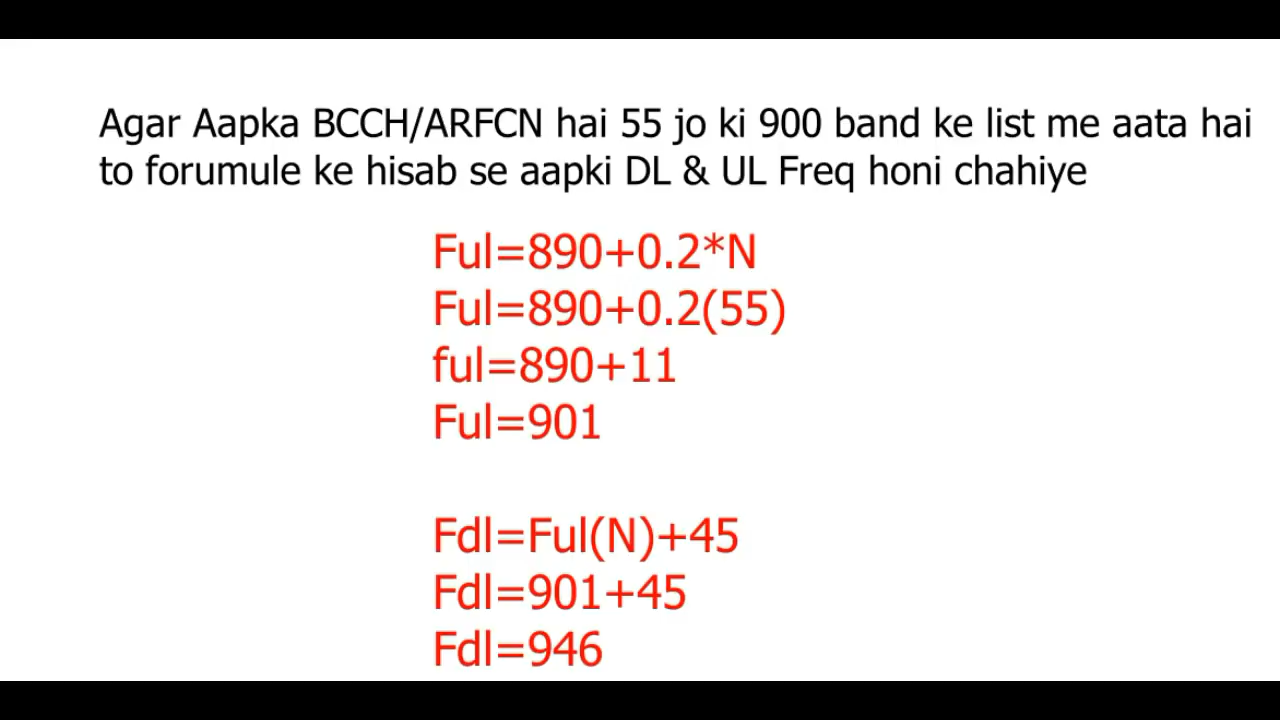 Agar Aapka BCCH/ARFCN hai 55 jo ki 900 band ke list me aata hai
to forumule ke hisab se aapki DL & UL Freq honi chahiye
Ful=890+0.2*N
Ful=890+0.2(55)
ful=890+11
Ful=901
Fdl=Ful(N)+45
Fdl=901+45
Fdl=946